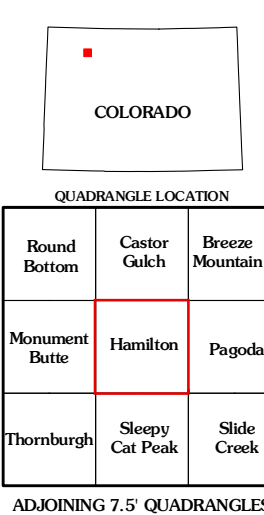 COLORADO
QUADRANGLE LOCATION
Round Bottom
Castor Gulch
Breeze Mountain
Monument Butte
Hamilton
Pagoda
Thornburgh
Sleepy Cat Peak
Slide Creek
ADJOINING 7.5' QUADRANGLES